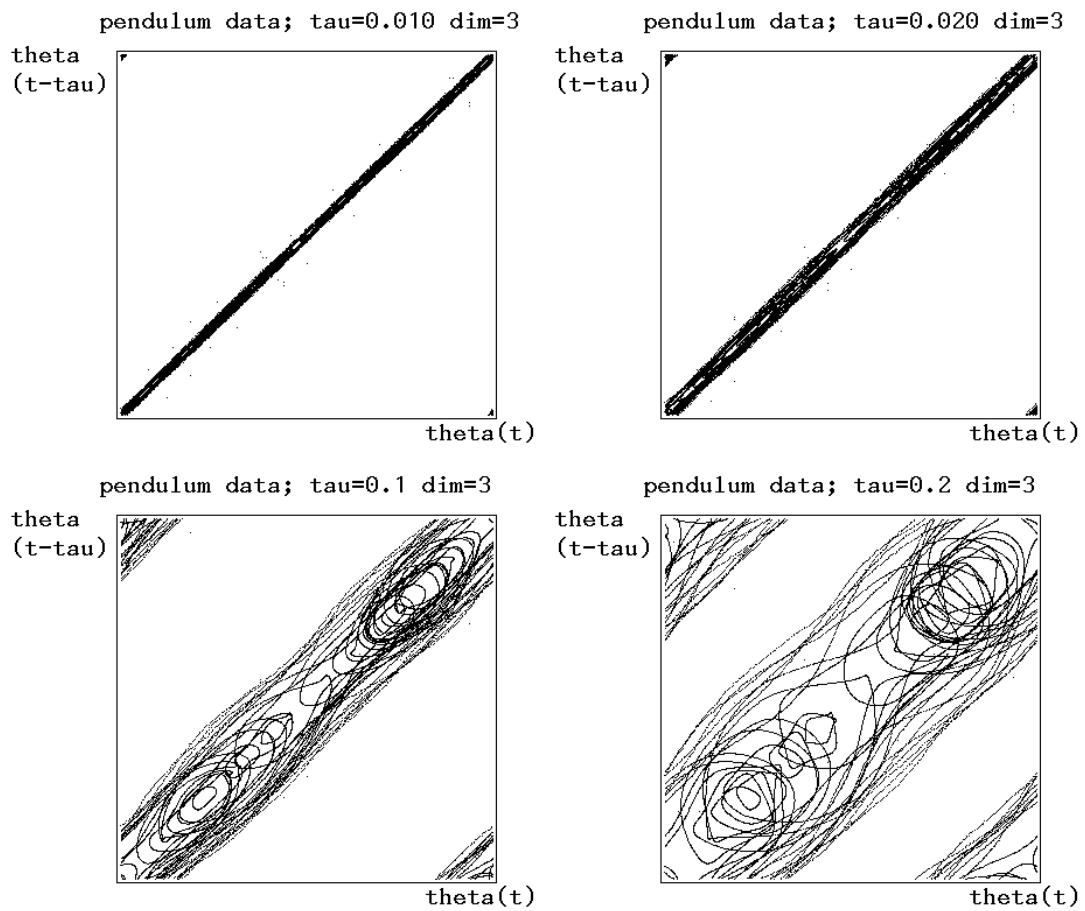 pendulum data; tau=0.010 dim=3
theta
(t-tau)
theta(t)
pendulum data; tau=0.020 dim=3
theta
(t-tau)
theta(t)
pendulum data; tau=0.1 dim=3
theta
(t-tau)
theta(t)
pendulum data; tau=0.2 dim=3
theta
(t-tau)
theta(t)